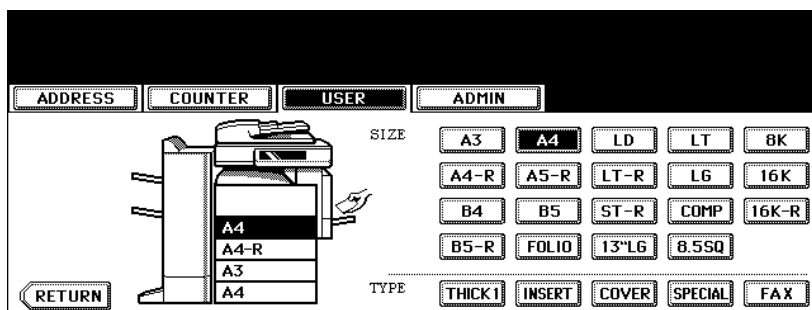 ADDRESS COUNTER USER ADMIN
SIZE A3 A4 LD LT 8K
A4-R A5-R LT-R LG 16K
B4 B5 ST-R COMP 16K-R
B5-R FOLIO 13"LG 8.5SQ
A4
A4-R
A3
A4
TYPE THICK1 INSERT COVER SPECIAL FAX
RETURN